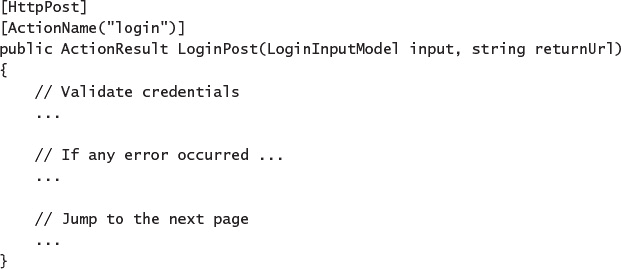 [HttpPost]
[ActionName("login")]
public ActionResult LoginPost(LoginInputModel input, string returnUrl)
{
    // Validate credentials
    ...
    // If any error occurred ...
    ...
    // Jump to the next page
    ...
}